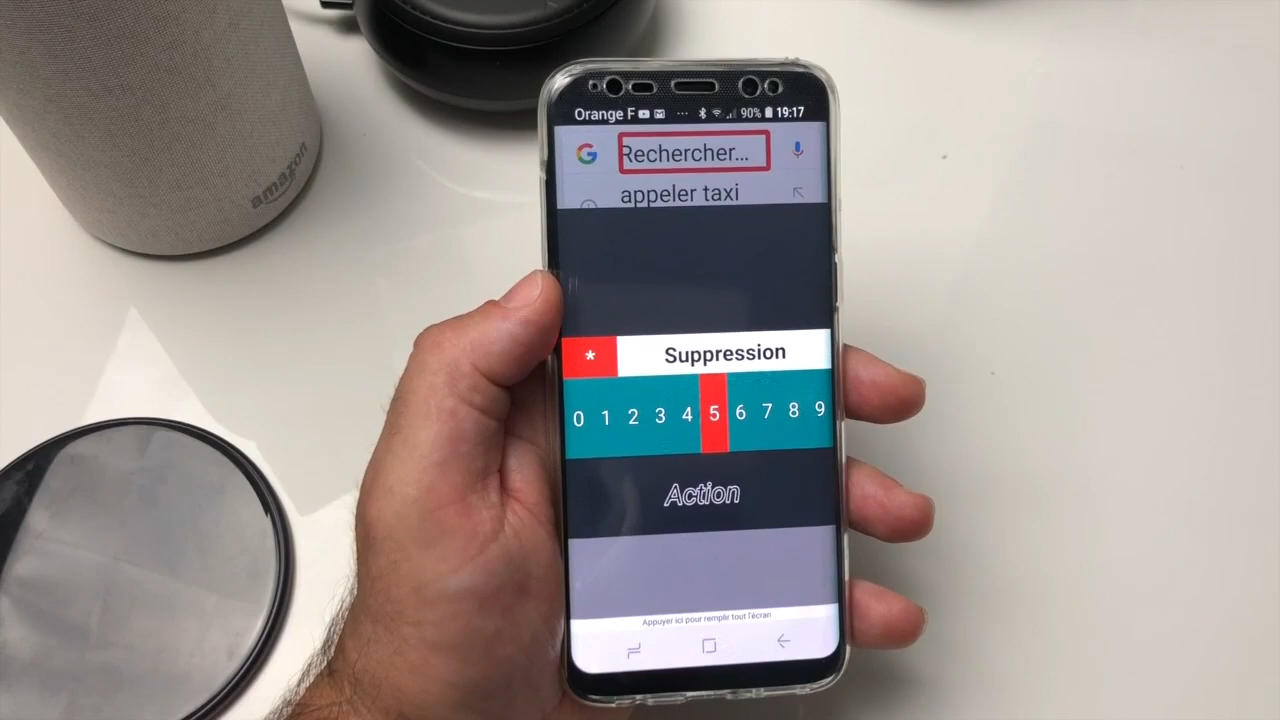 amazon
Orange F ... 90% 19:17
G Rechercher...
appeler taxi
* Suppression
0 1 2 3 4 5 6 7 8 9
Action
Appuyer ici pour remplir tout l'écran